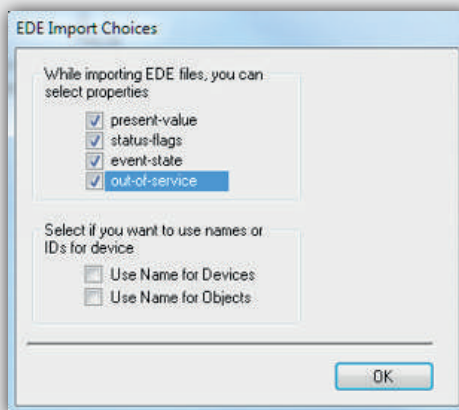 EDE Import Choices
While importing EDE files, you can
select properties
present-value
status-flags
event-state
out-of-service
Select if you want to use names or
IDs for device
Use Name for Devices
Use Name for Objects
OK